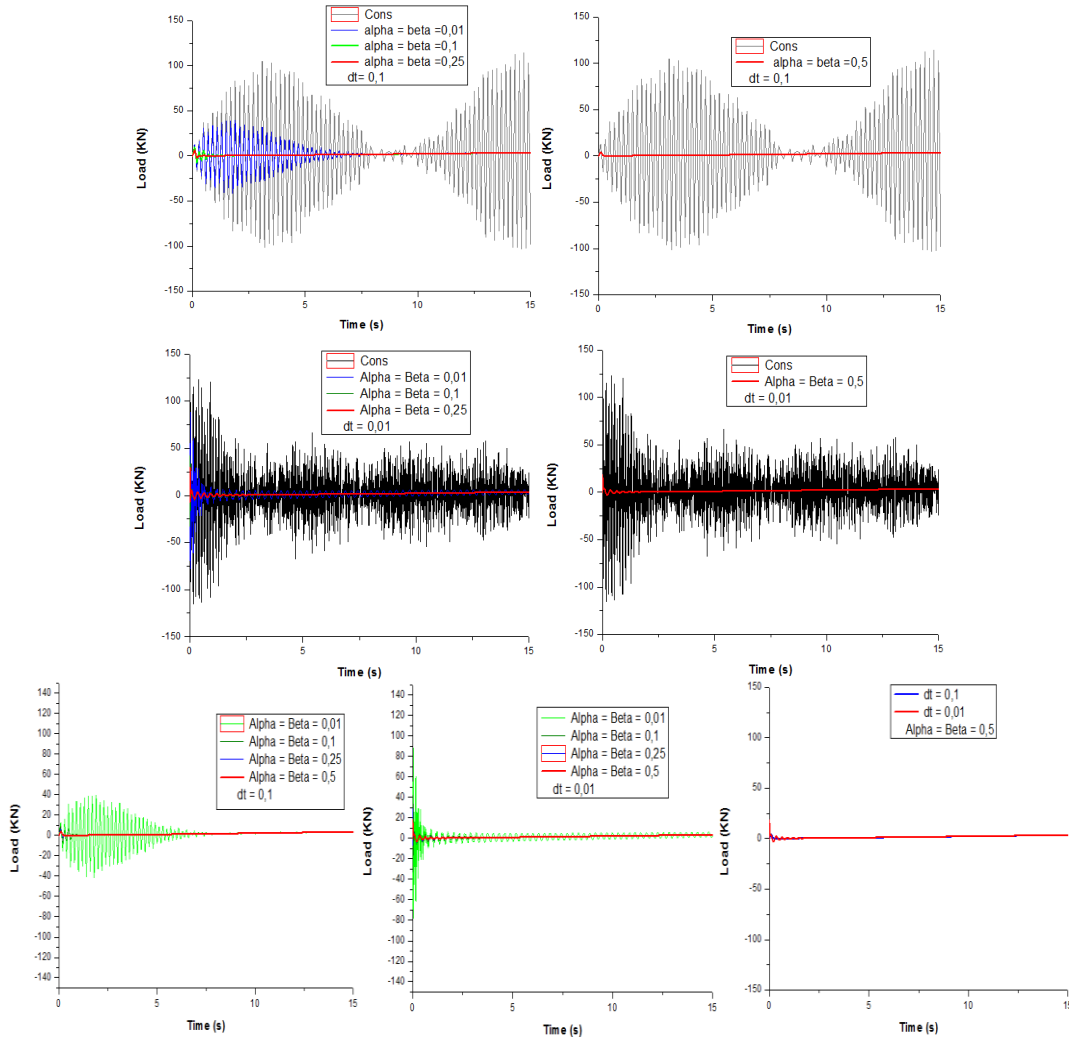 Cons
alpha = beta =0,01
alpha = beta =0,1
alpha = beta =0,25
dt = 0,1
150
100
50
0
-50
-100
-150
Load (KN)
0
5
10
15
Time (s)
Cons
alpha = beta =0,5
dt = 0,1
150
100
50
0
-50
-100
-150
Load (KN)
0
5
10
15
Time (s)
Cons
Alpha = Beta = 0,01
Alpha = Beta = 0,1
Alpha = Beta = 0,25
dt = 0,01
150
100
50
0
-50
-100
-150
Load (KN)
0
5
10
15
Time (s)
Cons
Alpha = Beta = 0,5
dt = 0,01
150
100
50
0
-50
-100
-150
Load (KN)
0
5
10
15
Time (s)
Alpha = Beta = 0,01
Alpha = Beta = 0,1
Alpha = Beta = 0,25
Alpha = Beta = 0,5
dt = 0,1
140
120
100
80
60
40
20
0
-20
-40
-60
-80
-100
-120
-140
Load (KN)
0
5
10
15
Time (s)
Alpha = Beta = 0,01
Alpha = Beta = 0,1
Alpha = Beta = 0,25
Alpha = Beta = 0,5
dt = 0,01
140
120
100
80
60
40
20
0
-20
-40
-60
-80
-100
-120
-140
Load (KN)
0
5
10
15
Time (s)
dt = 0,1
dt = 0,01
Alpha = Beta = 0,5
150
100
50
0
-50
-100
-150
Load (KN)
0
5
10
15
Time (s)